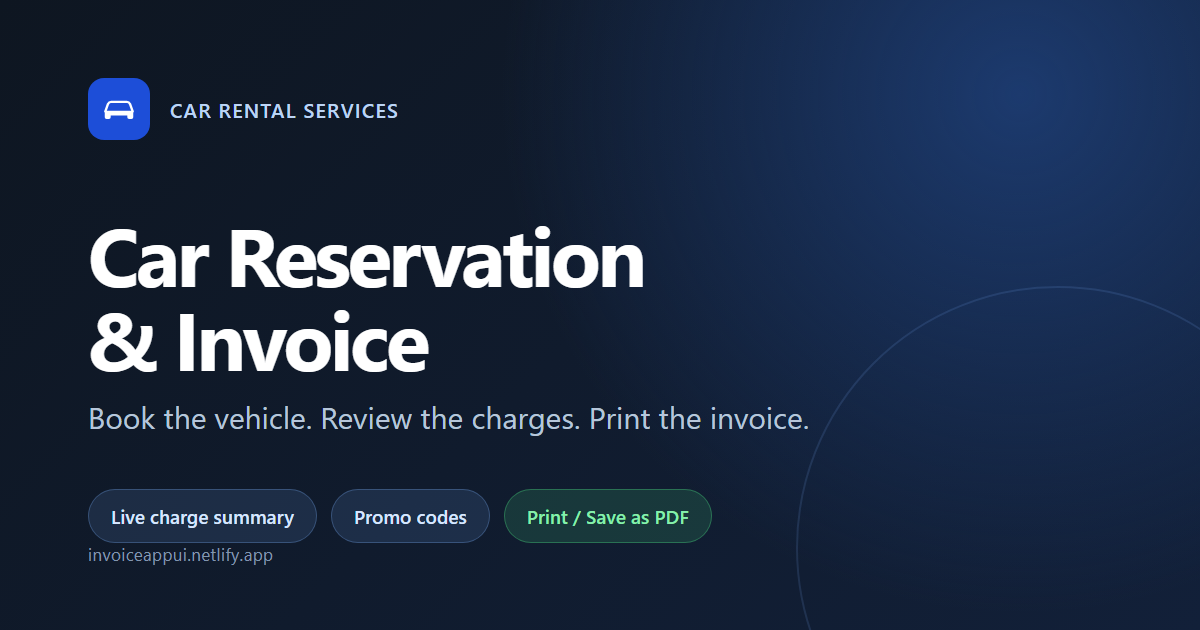 CAR RENTAL SERVICES
Car Reservation
& Invoice
Book the vehicle. Review the charges. Print the invoice.
Live charge summary
Promo codes
Print / Save as PDF
invoiceappui.netlify.app